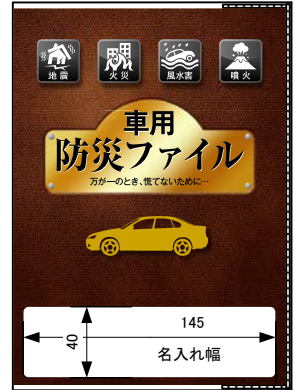 地震 火災 風水害 噴火
車用
防災ファイル
万が一のとき、慌てないために…
145
40
名入れ幅